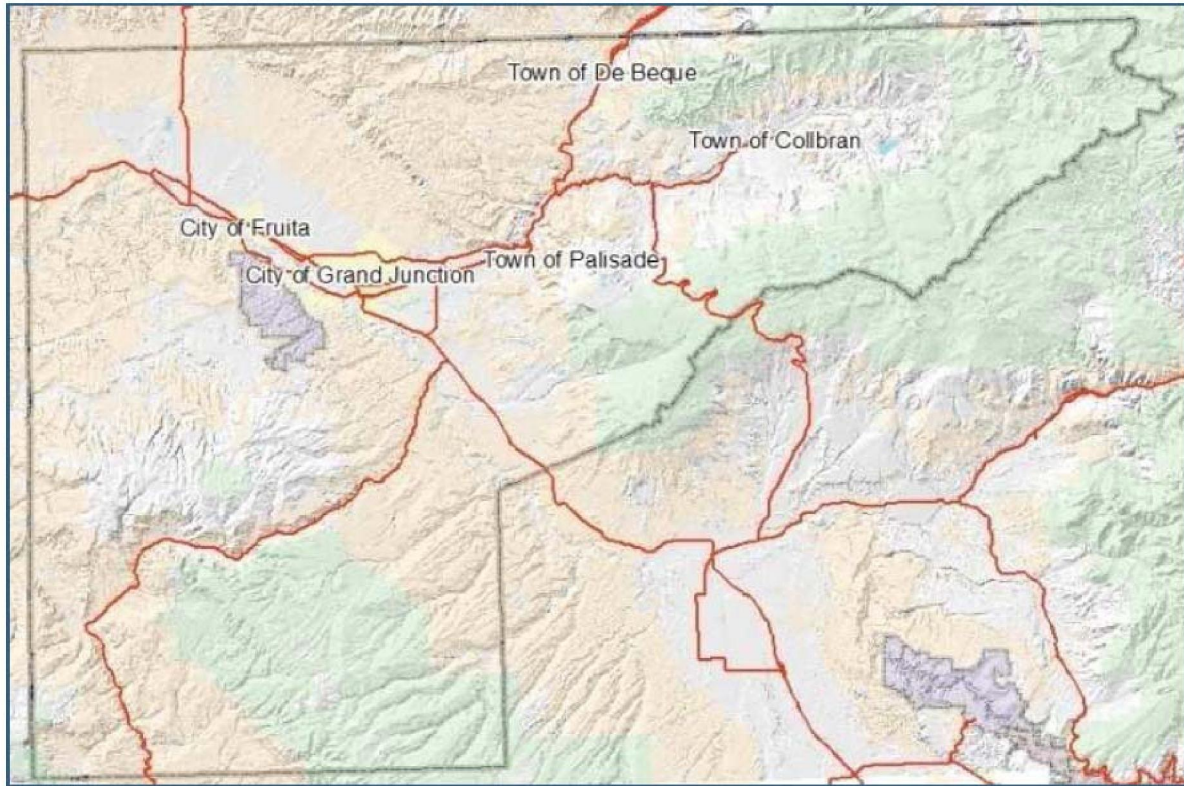 Town of De Beque
Town of Collbran
City of Fruita
Town of Palisade
City of Grand Junction